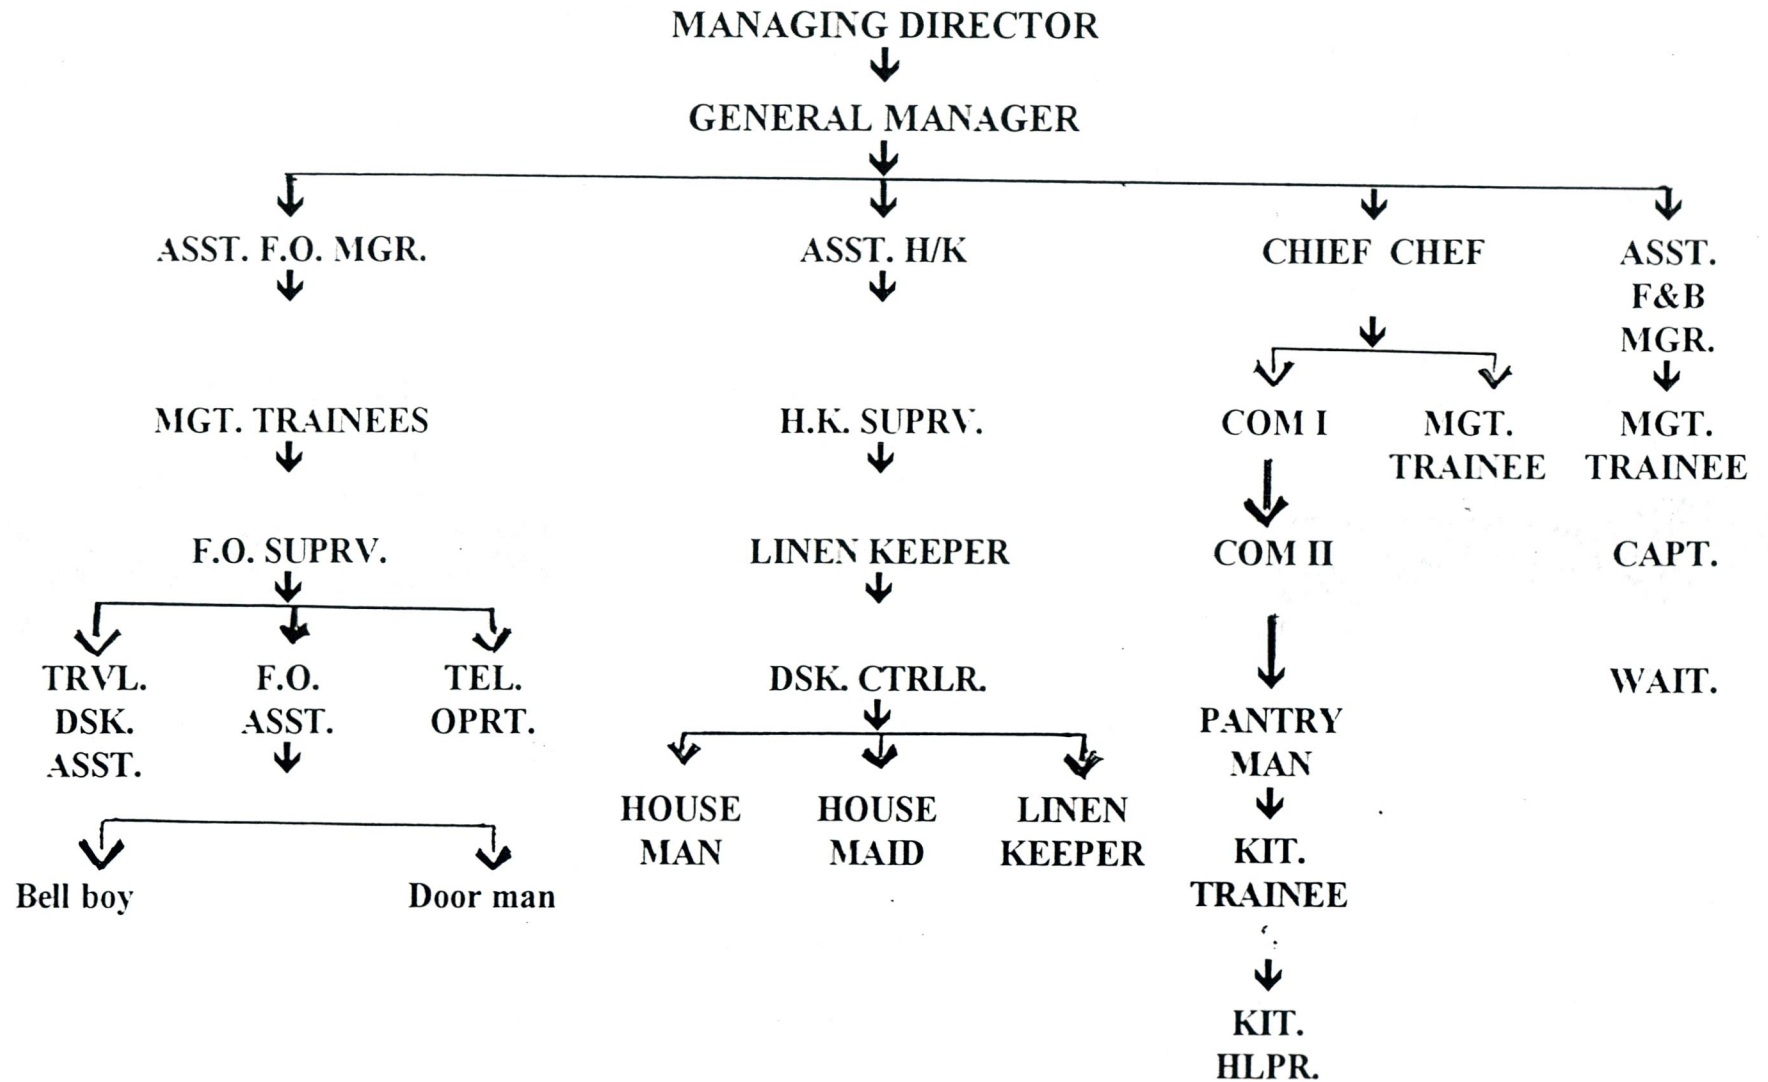 MANAGING DIRECTOR
GENERAL MANAGER
ASST. F.O. MGR.
ASST. H/K
CHIEF CHEF
ASST.
F&B
MGR.
MGT. TRAINEES
H.K. SUPRV.
COM I
MGT.
TRAINEE
MGT.
TRAINEE
F.O. SUPRV.
LINEN KEEPER
COM II
CAPT.
TRVL.
DSK.
ASST.
F.O.
ASST.
TEL.
OPRT.
DSK. CTRLR.
PANTRY
MAN
WAIT.
Bell boy
Door man
HOUSE
MAN
HOUSE
MAID
LINEN
KEEPER
KIT.
TRAINEE
KIT.
HLPR.